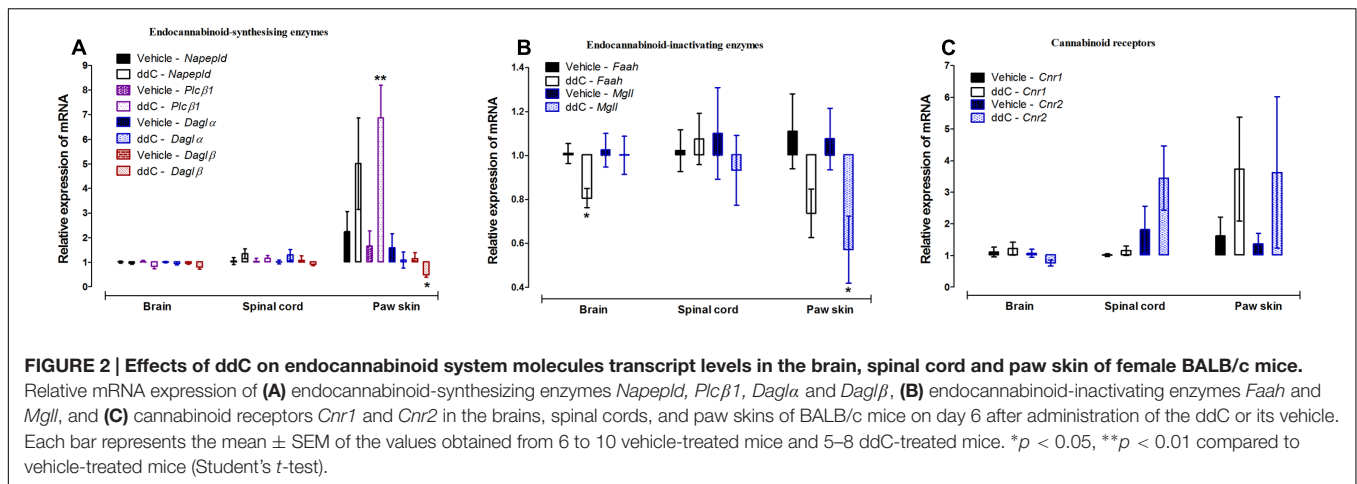 Endocannabinoid-synthesising enzymes
A
Vehicle - Napepld
ddC - Napepld
Vehicle - Plcβ1
ddC - Plcβ1
Vehicle - Daglα
ddC - Daglα
Vehicle - Daglβ
ddC - Daglβ
Relative expression of mRNA
9
8
7
6
5
4
3
2
1
0
**
*
Brain
Spinal cord
Paw skin
Endocannabinoid-inactivating enzymes
B
Vehicle - Faah
ddC - Faah
Vehicle - Mgll
ddC - Mgll
Relative expression of mRNA
1.4
1.2
1.0
0.8
0.6
0.4
*
*
Brain
Spinal cord
Paw skin
Cannabinoid receptors
C
Vehicle - Cnr1
ddC - Cnr1
Vehicle - Cnr2
ddC - Cnr2
Relative expression of mRNA
7
6
5
4
3
2
1
0
Brain
Spinal cord
Paw skin
FIGURE 2 | Effects of ddC on endocannabinoid system molecules transcript levels in the brain, spinal cord and paw skin of female BALB/c mice.
Relative mRNA expression of (A) endocannabinoid-synthesizing enzymes Napepld, Plcβ1, Daglα and Daglβ, (B) endocannabinoid-inactivating enzymes Faah and
Mgll, and (C) cannabinoid receptors Cnr1 and Cnr2 in the brains, spinal cords, and paw skins of BALB/c mice on day 6 after administration of the ddC or its vehicle.
Each bar represents the mean ± SEM of the values obtained from 6 to 10 vehicle-treated mice and 5–8 ddC-treated mice. *p < 0.05, **p < 0.01 compared to
vehicle-treated mice (Student's t-test).